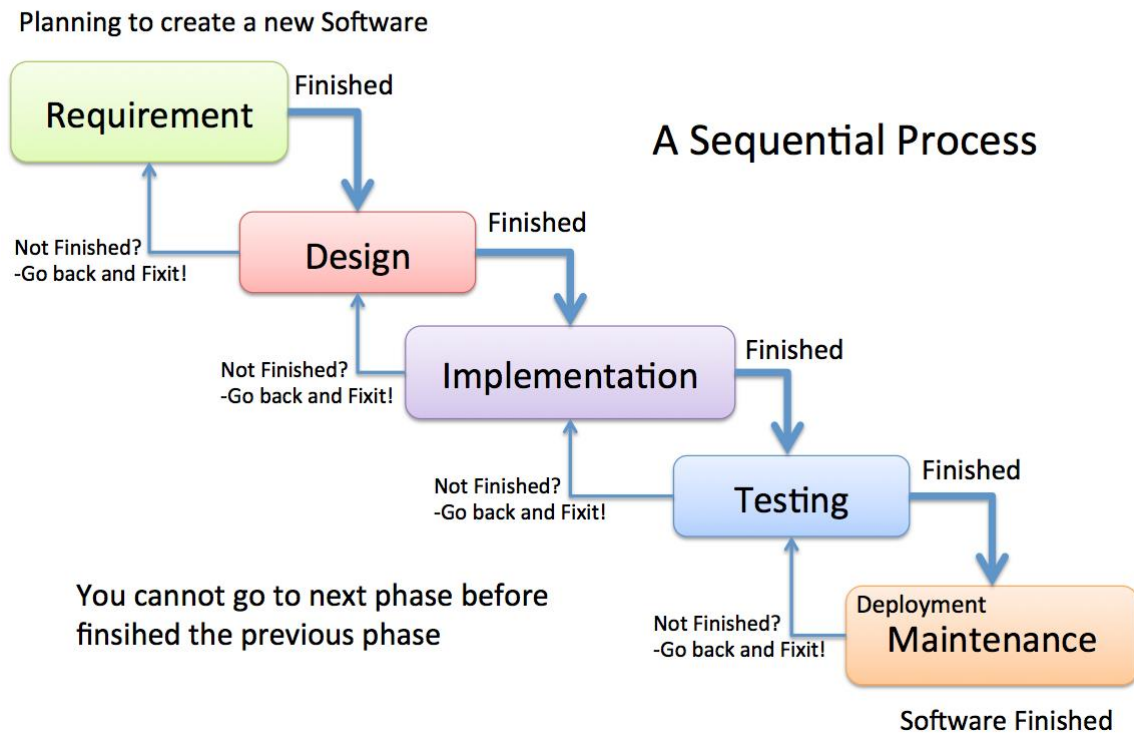 Planning to create a new Software
Requirement
Finished
A Sequential Process
Not Finished?
-Go back and Fixit!
Design
Finished
Not Finished?
-Go back and Fixit!
Implementation
Finished
Not Finished?
-Go back and Fixit!
Testing
Finished
You cannot go to next phase before
finsihed the previous phase
Not Finished?
-Go back and Fixit!
Deployment
Maintenance
Software Finished